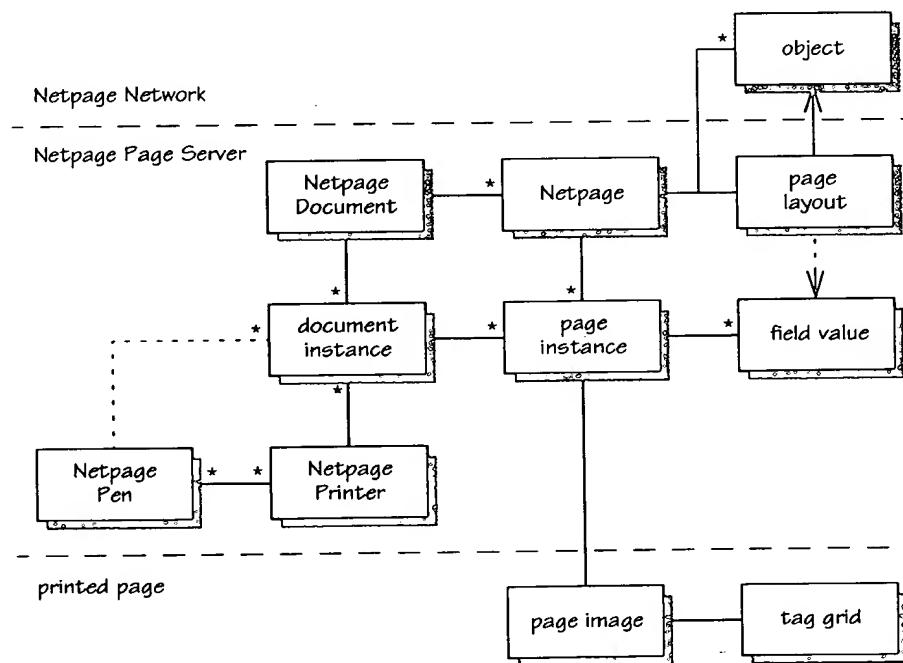 object
*
Netpage Network
Netpage Page Server
Netpage
Document
*
Netpage
page
layout
*
*
*
document
instance
*
page
instance
*
field value
*
Netpage
Pen
*
*
Netpage
Printer
printed page
page image
tag grid